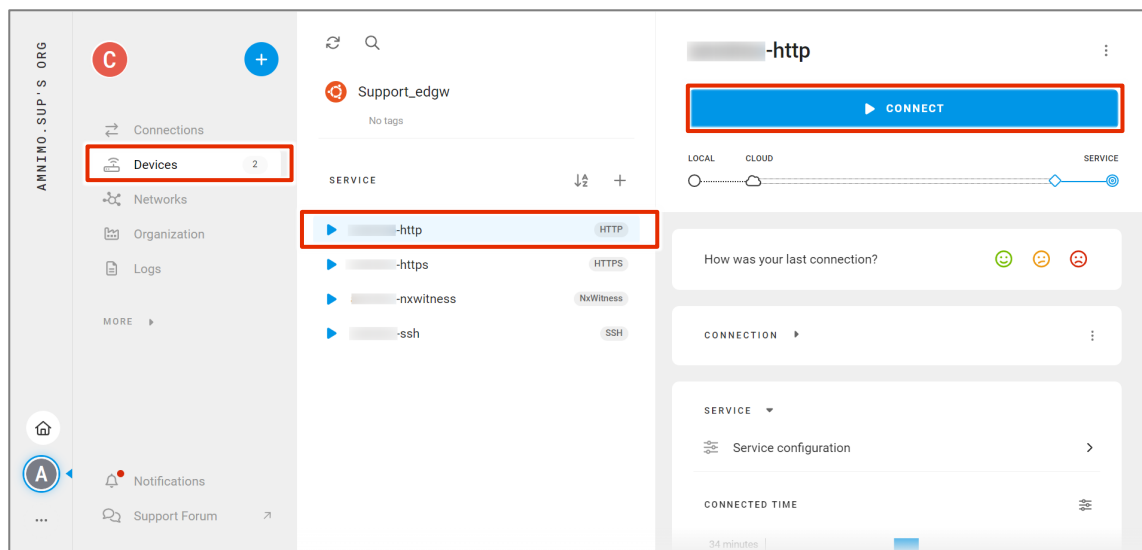 AMNIMO.SUP'S ORG
C
Connections
Devices 2
Networks
Organization
Logs
MORE
A
Notifications
Support Forum
Support_edgw
No tags
SERVICE
-http HTTP
-https HTTPS
-nxwitness NxWitness
-ssh SSH
-http
CONNECT
LOCAL CLOUD SERVICE
How was your last connection?
CONNECTION
SERVICE
Service configuration
CONNECTED TIME
34 minutes